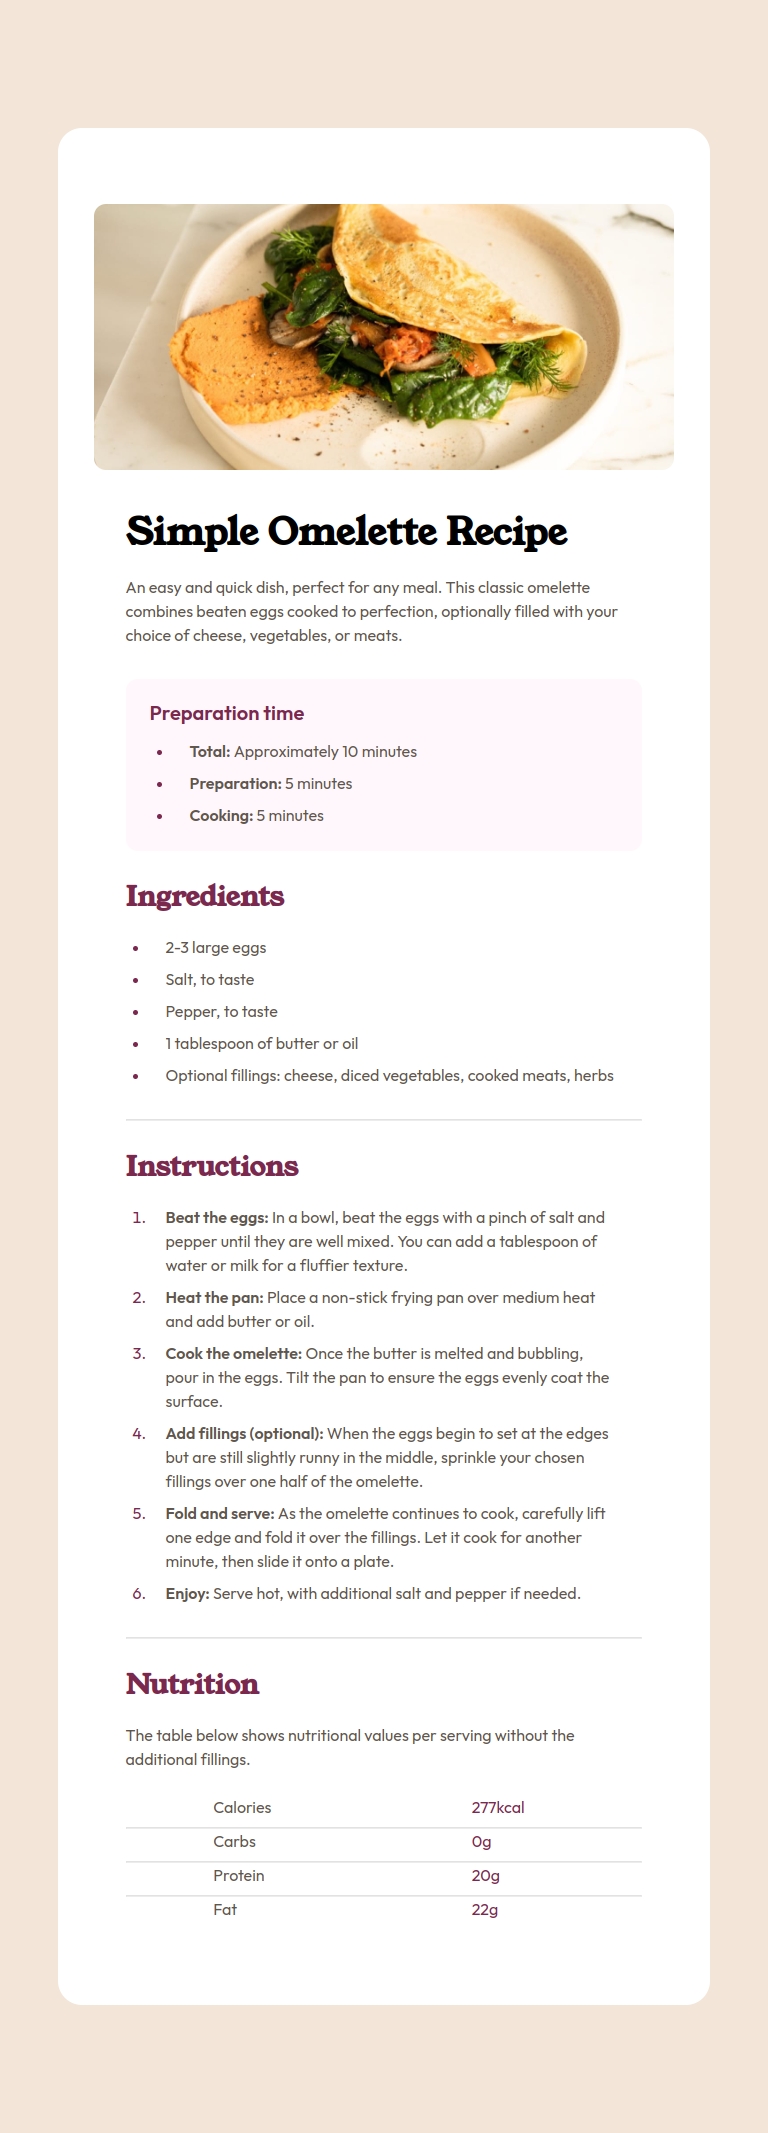 Simple Omelette Recipe
An easy and quick dish, perfect for any meal. This classic omelette
combines beaten eggs cooked to perfection, optionally filled with your
choice of cheese, vegetables, or meats.
Preparation time
• Total: Approximately 10 minutes
• Preparation: 5 minutes
• Cooking: 5 minutes
Ingredients
• 2-3 large eggs
• Salt, to taste
• Pepper, to taste
• 1 tablespoon of butter or oil
• Optional fillings: cheese, diced vegetables, cooked meats, herbs
Instructions
1. Beat the eggs: In a bowl, beat the eggs with a pinch of salt and
pepper until they are well mixed. You can add a tablespoon of
water or milk for a fluffier texture.
2. Heat the pan: Place a non-stick frying pan over medium heat
and add butter or oil.
3. Cook the omelette: Once the butter is melted and bubbling,
pour in the eggs. Tilt the pan to ensure the eggs evenly coat the
surface.
4. Add fillings (optional): When the eggs begin to set at the edges
but are still slightly runny in the middle, sprinkle your chosen
fillings over one half of the omelette.
5. Fold and serve: As the omelette continues to cook, carefully lift
one edge and fold it over the fillings. Let it cook for another
minute, then slide it onto a plate.
6. Enjoy: Serve hot, with additional salt and pepper if needed.
Nutrition
The table below shows nutritional values per serving without the
additional fillings.
Calories 277kcal
Carbs 0g
Protein 20g
Fat 22g